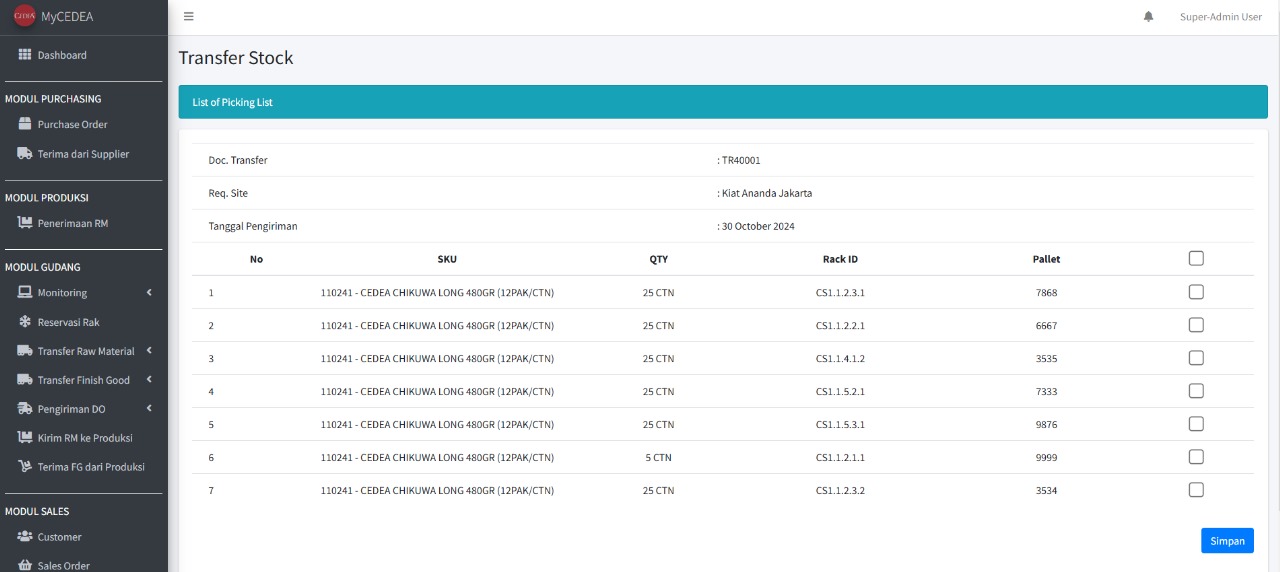 CEDEA MyCEDEA
Super-Admin User
Dashboard
MODUL PURCHASING
Purchase Order
Terima dari Supplier
MODUL PRODUKSI
Penerimaan RM
MODUL GUDANG
Monitoring
Reservasi Rak
Transfer Raw Material
Transfer Finish Good
Pengiriman DO
Kirim RM ke Produksi
Terima FG dari Produksi
MODUL SALES
Customer
Sales Order
Transfer Stock
List of Picking List
Doc. Transfer : TR40001
Req. Site : Kiat Ananda Jakarta
Tanggal Pengiriman : 30 October 2024
No SKU QTY Rack ID Pallet
1 110241 - CEDEA CHIKUWA LONG 480GR (12PAK/CTN) 25 CTN CS1.1.2.3.1 7868
2 110241 - CEDEA CHIKUWA LONG 480GR (12PAK/CTN) 25 CTN CS1.1.2.2.1 6667
3 110241 - CEDEA CHIKUWA LONG 480GR (12PAK/CTN) 25 CTN CS1.1.4.1.2 3535
4 110241 - CEDEA CHIKUWA LONG 480GR (12PAK/CTN) 25 CTN CS1.1.5.2.1 7333
5 110241 - CEDEA CHIKUWA LONG 480GR (12PAK/CTN) 25 CTN CS1.1.5.3.1 9876
6 110241 - CEDEA CHIKUWA LONG 480GR (12PAK/CTN) 5 CTN CS1.1.2.1.1 9999
7 110241 - CEDEA CHIKUWA LONG 480GR (12PAK/CTN) 25 CTN CS1.1.2.3.2 3534
Simpan